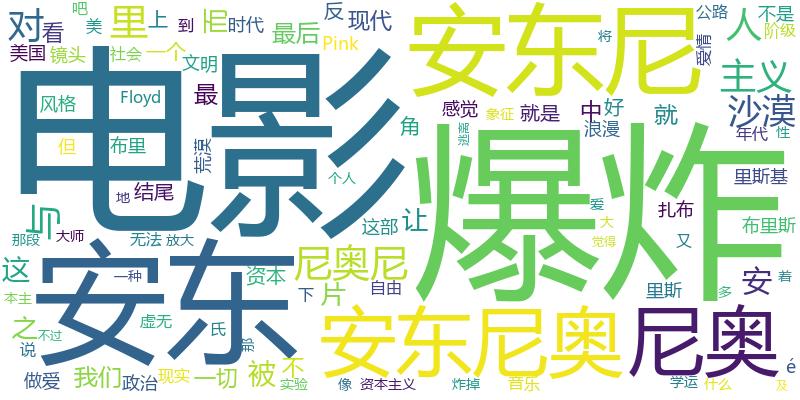 电影
爆炸
安东
安东尼
安东尼奥
尼奥
尼奥尼
对
看
吧
美
里
上
到
时代
一个
美国
镜头
社会
文明
风格
Floyd
最
但
布里
荒漠
地
结尾
与
那段
大师
无法
放大
这
一种
资本
本主
之
不过
虚无
氏
下
说
做爱
我们
政治
现实
一切
被
不
实验
反
现代
最后
Pink
角
个人
这部
让
片
自由
像
资本主义
炸掉
音乐
感觉
象征
就是
逃离
中
好
浪漫
就
将
公路
爱情
人
不是
阶级
主义
沙漠
年代
性
里斯基
扎布
布里斯
爱
大
觉得
又
里斯
多
安
着
é
学运
什么
及